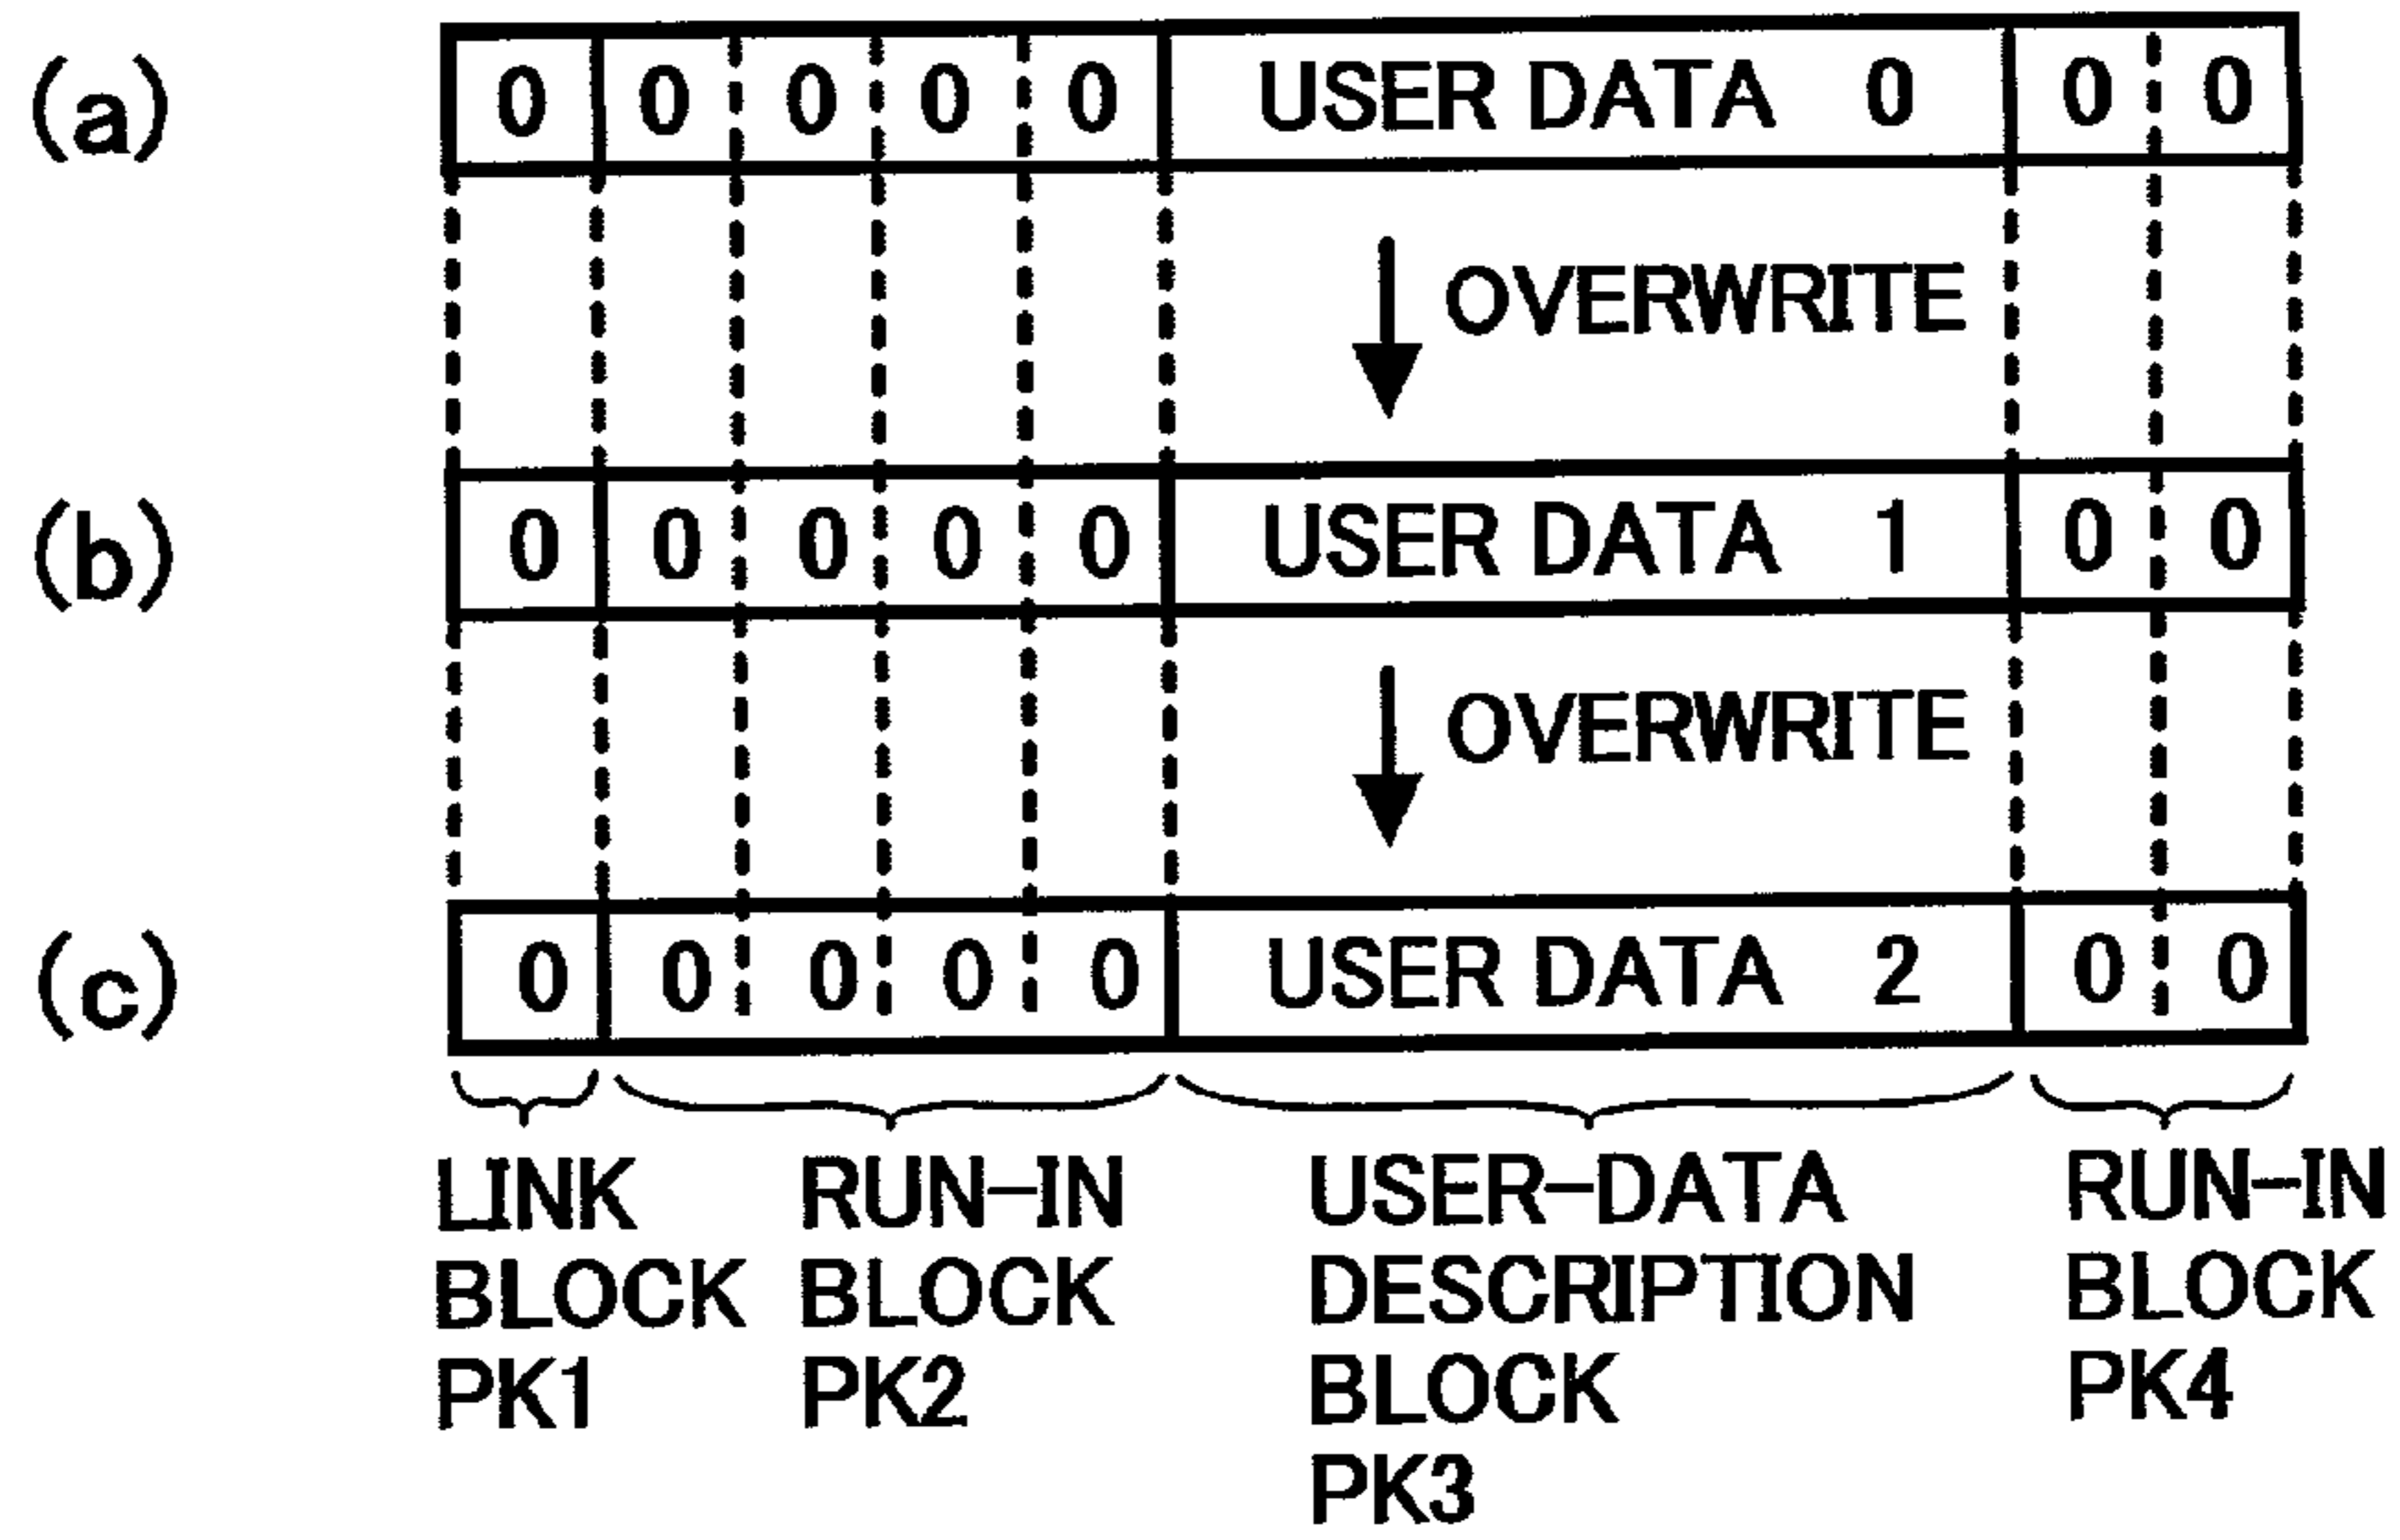 (a) 0 0 0 0 0 USER DATA 0 0 0
OVERWRITE
(b) 0 0 0 0 0 USER DATA 1 0 0
OVERWRITE
(c) 0 0 0 0 0 USER DATA 2 0 0
LINK
BLOCK
PK1
RUN-IN
BLOCK
PK2
USER-DATA
DESCRIPTION
BLOCK
PK3
RUN-IN
BLOCK
PK4